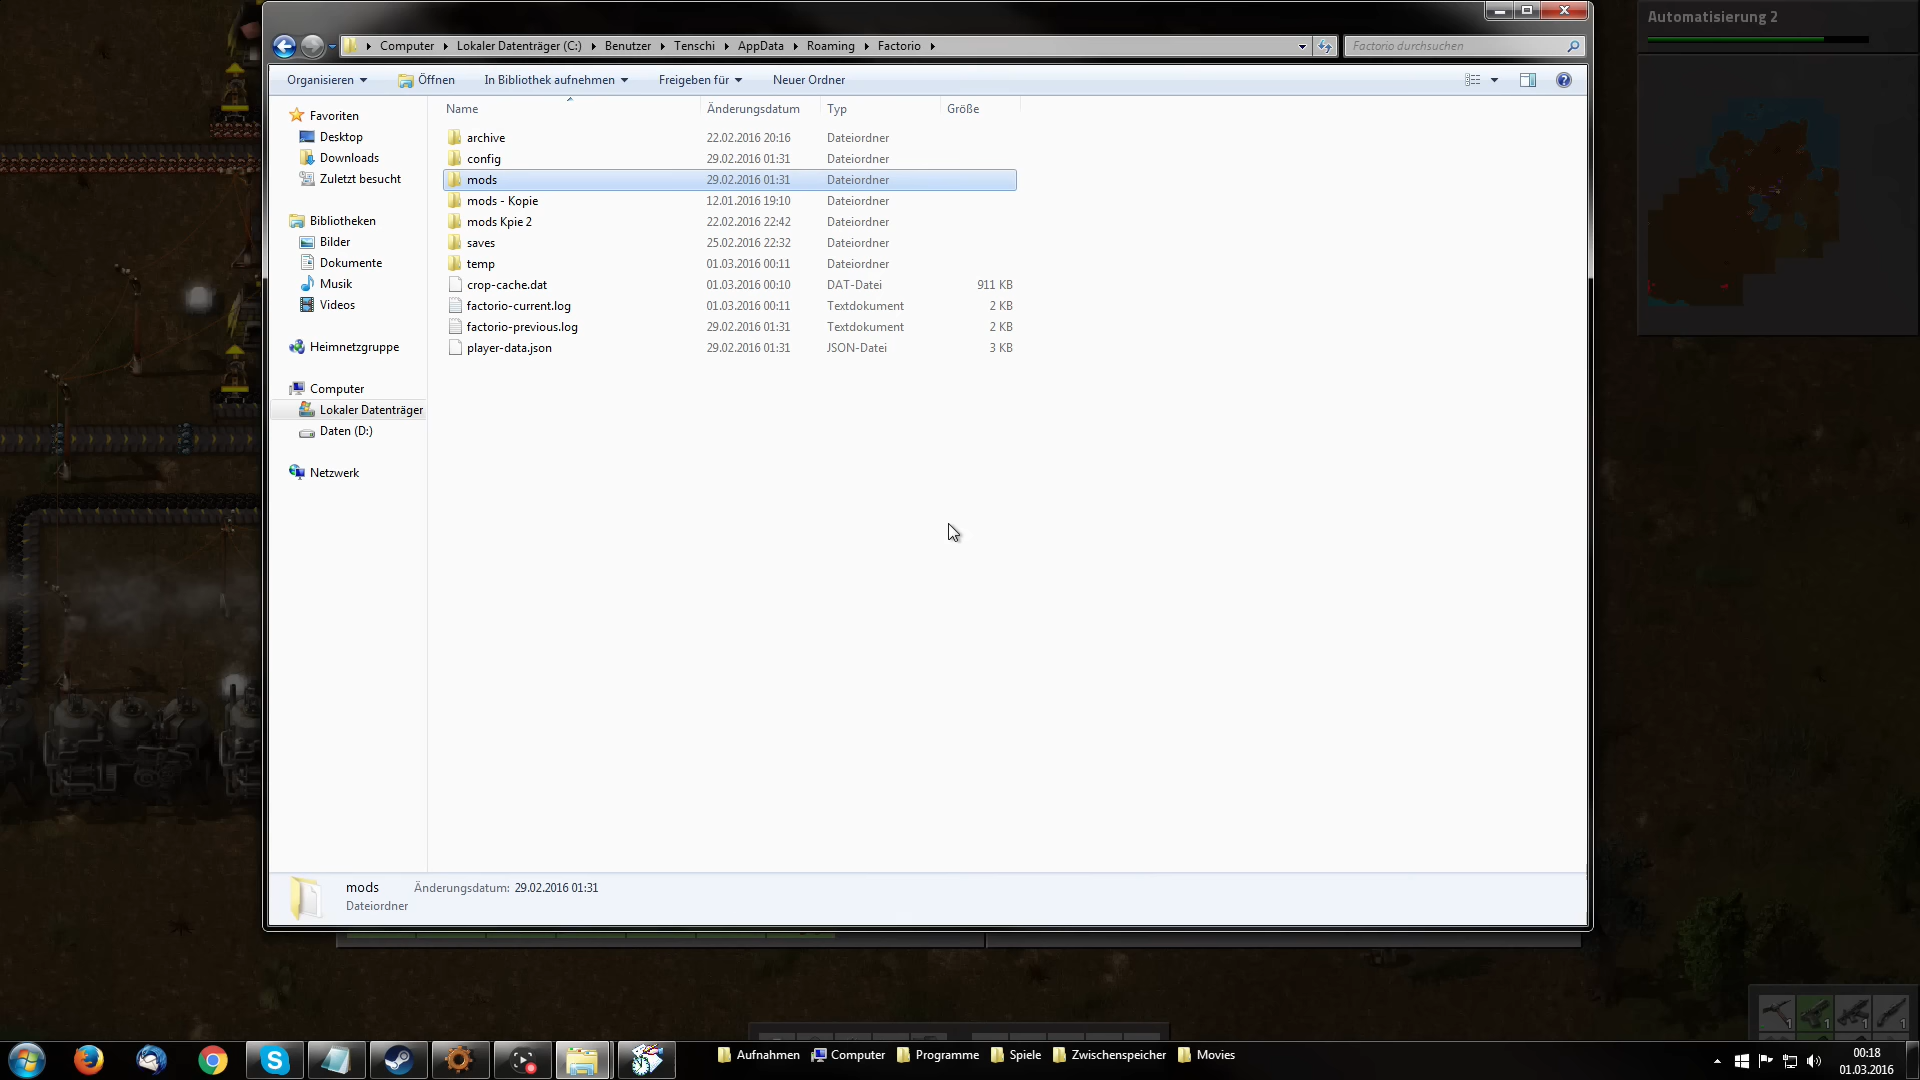 Automatisierung 2
Computer Lokaler Datenträger (C:) Benutzer Tenschi AppData Roaming Factorio
Factorio durchsuchen
Organisieren Öffnen In Bibliothek aufnehmen Freigeben für Neuer Ordner
Name Änderungsdatum Typ Größe
Favoriten
Desktop
Downloads
Zuletzt besucht
Bibliotheken
Bilder
Dokumente
Musik
Videos
Heimnetzgruppe
Computer
Lokaler Datenträger
Daten (D:)
Netzwerk
archive 22.02.2016 20:16 Dateiordner
config 29.02.2016 01:31 Dateiordner
mods 29.02.2016 01:31 Dateiordner
mods - Kopie 12.01.2016 19:10 Dateiordner
mods Kpie 2 22.02.2016 22:42 Dateiordner
saves 25.02.2016 22:32 Dateiordner
temp 01.03.2016 00:11 Dateiordner
crop-cache.dat 01.03.2016 00:10 DAT-Datei 911 KB
factorio-current.log 01.03.2016 00:11 Textdokument 2 KB
factorio-previous.log 29.02.2016 01:31 Textdokument 2 KB
player-data.json 29.02.2016 01:31 JSON-Datei 3 KB
mods Änderungsdatum: 29.02.2016 01:31
Dateiordner
1 1 1 1
Aufnahmen Computer Programme Spiele Zwischenspeicher Movies
00:18
01.03.2016